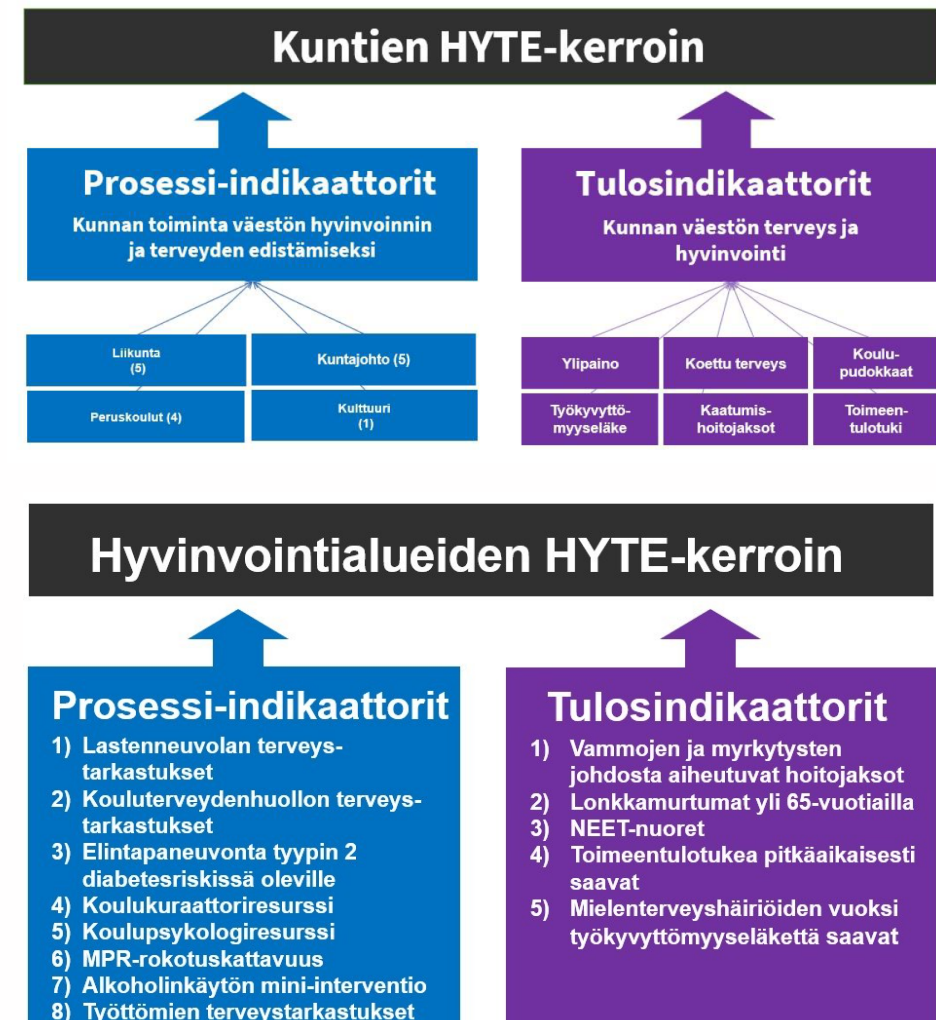 Kuntien HYTE-kerroin
Prosessi-indikaattorit
Kunnan toiminta väestön hyvinvoinnin
ja terveyden edistämiseksi
Liikunta
(5)
Kuntajohto (5)
Peruskoulut (4)
Kulttuuri
(1)
Tulosindikaattorit
Kunnan väestön terveys ja
hyvinvointi
Ylipaino
Koettu terveys
Koulu-
pudokkaat
Työkyvyttö-
myyseläke
Kaatumis-
hoitojaksot
Toimeen-
tulotuki
Hyvinvointialueiden HYTE-kerroin
Prosessi-indikaattorit
1) Lastenneuvolan terveys-
tarkastukset
2) Kouluterveydenhuollon terveys-
tarkastukset
3) Elintapaneuvonta tyypin 2
diabetesriskissä oleville
4) Koulukuraattoriresurssi
5) Koulupsykologiresurssi
6) MPR-rokotuskattavuus
7) Alkoholinkäytön mini-interventio
8) Työttömien terveystarkastukset
Tulosindikaattorit
1) Vammojen ja myrkytysten
johdosta aiheutuvat hoitojaksot
2) Lonkkamurtumat yli 65-vuotiailla
3) NEET-nuoret
4) Toimeentulotukea pitkäaikaisesti
saavat
5) Mielenterveyshäiriöiden vuoksi
työkyvyttömyyseläkettä saavat